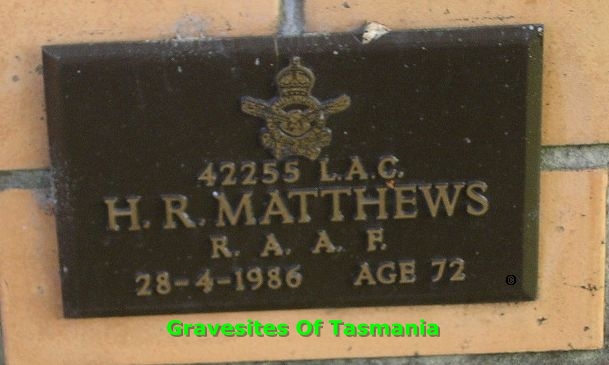 42255 L.A.C.
H. R. MATTHEWS
R. A. A. F.
28-4-1986 AGE 72
©
Gravesites Of Tasmania